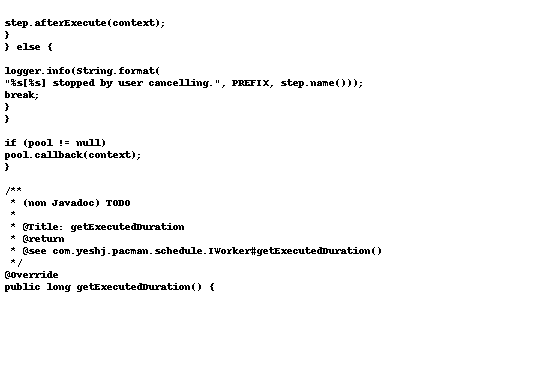 step.afterExecute(context);
}
} else {
logger.info(String.format(
"%s[%s] stopped by user cancelling.", PREFIX, step.name()));
break;
}
}
if (pool != null)
pool.callback(context);
}
/**
* (non Javadoc) TODO
*
* @Title: getExecutedDuration
* @return
* @see com.yeshj.pacman.schedule.IWorker#getExecutedDuration()
*/
@Override
public long getExecutedDuration() {